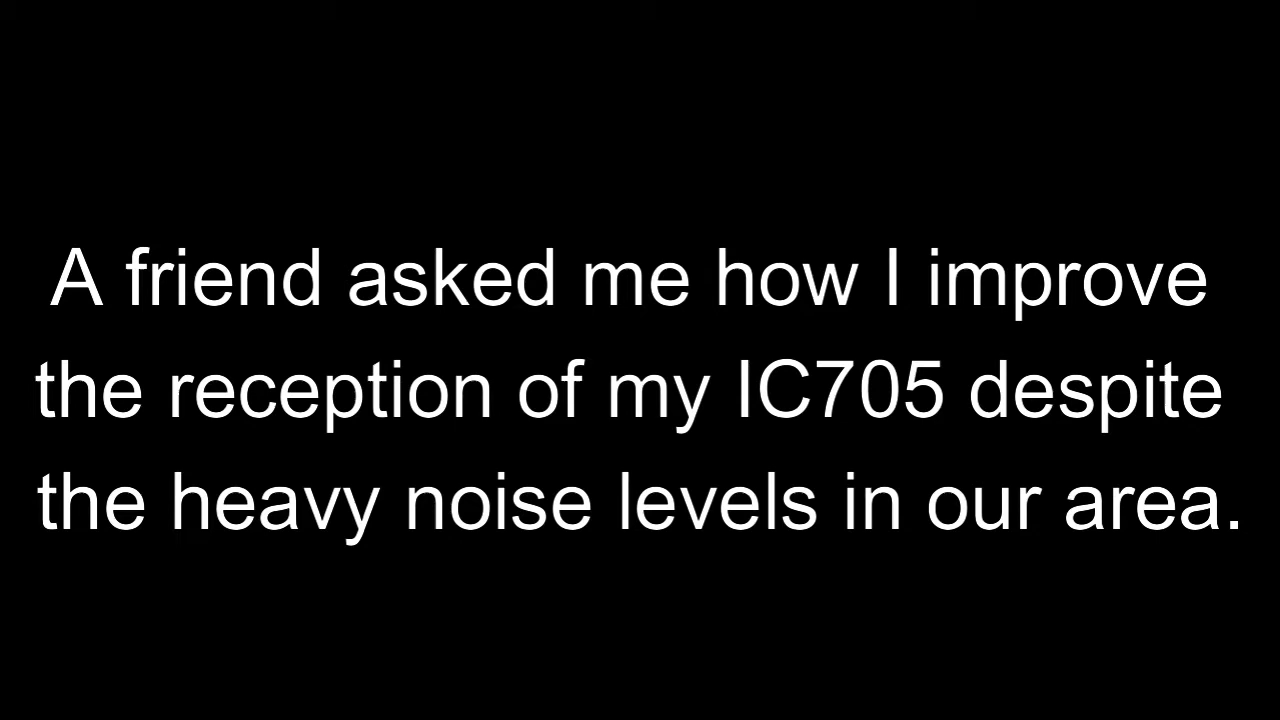 A friend asked me how I improve
the reception of my IC705 despite
the heavy noise levels in our area.